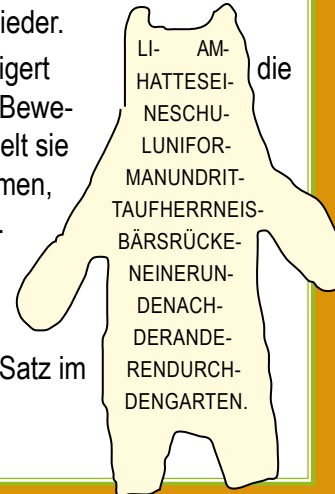 ieder.
igert
Bewe-
elt sie
men,
.
Satz im
die
LI- AM-
HATTESEI-
NESCHU-
LUNIFOR-
MANUNDRIT-
TAUFHERRNEIS-
BÄRSRÜCKE-
NEINERUN-
DENACH-
DERANDE-
RENDURCH-
DENGARTEN.